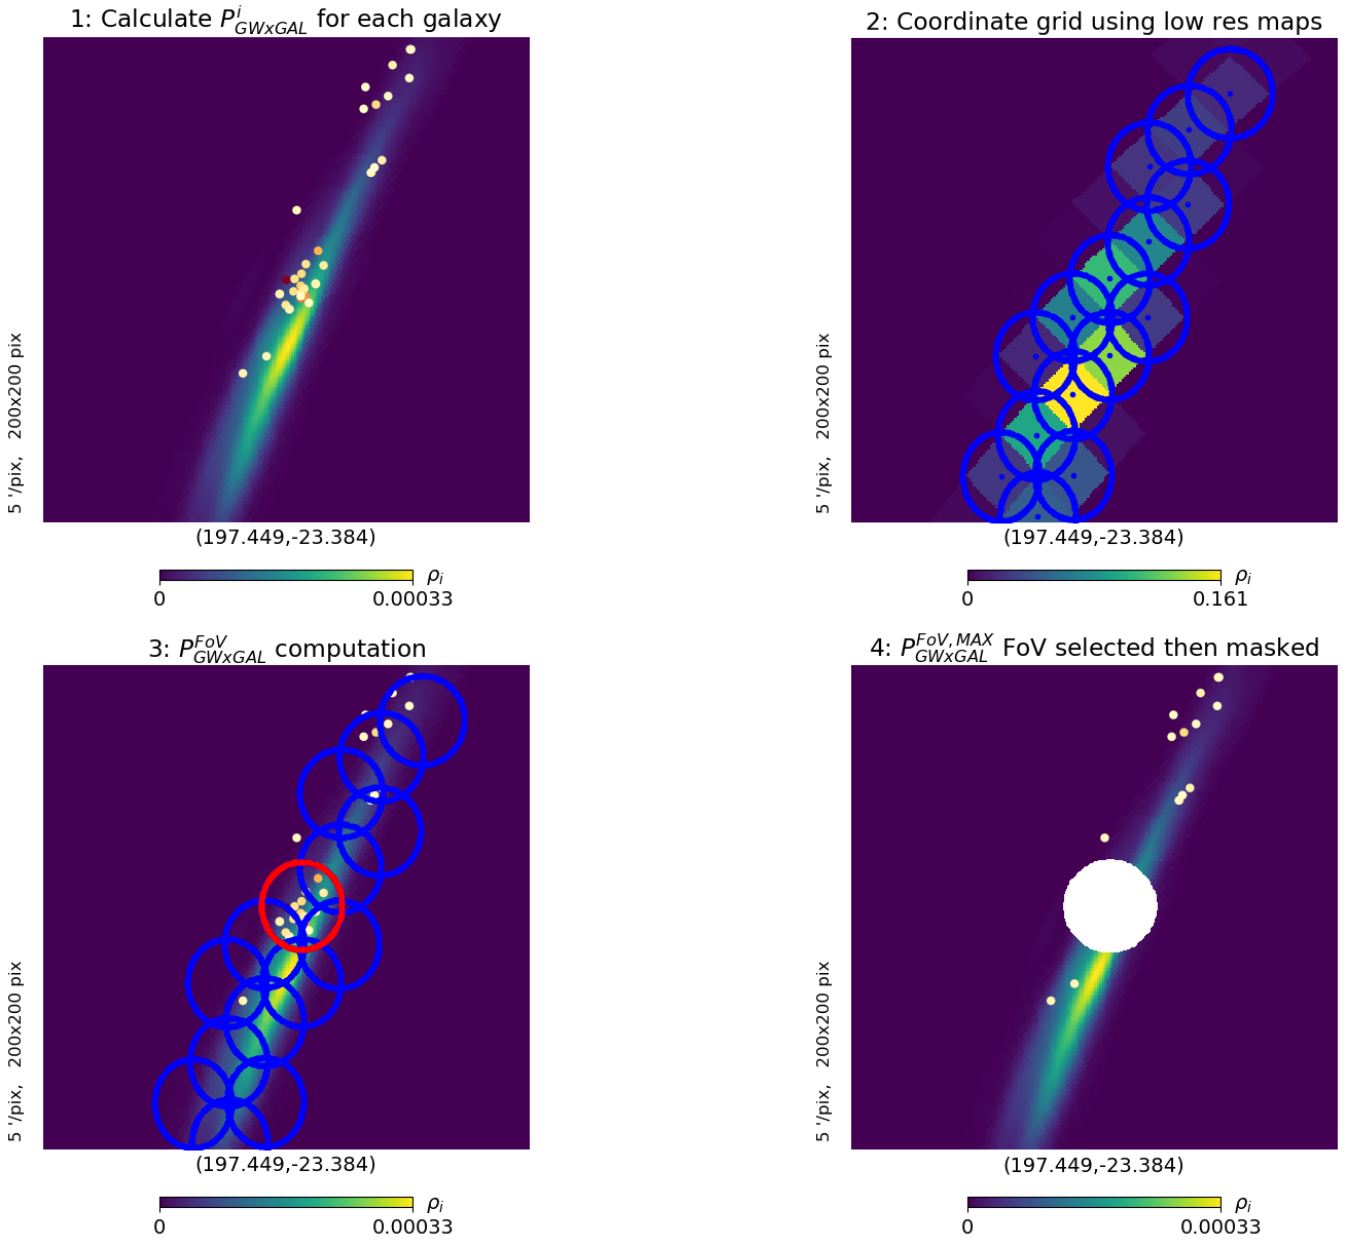 1: Calculate P^i_GWxGAL for each galaxy
5 '/pix,   200x200 pix
(197.449,-23.384)
ρ_i
0 0.00033
2: Coordinate grid using low res maps
5 '/pix,   200x200 pix
(197.449,-23.384)
ρ_i
0 0.161
3: P^FoV_GWxGAL computation
5 '/pix,   200x200 pix
(197.449,-23.384)
ρ_i
0 0.00033
4: P^FoV,MAX_GWxGAL FoV selected then masked
5 '/pix,   200x200 pix
(197.449,-23.384)
ρ_i
0 0.00033